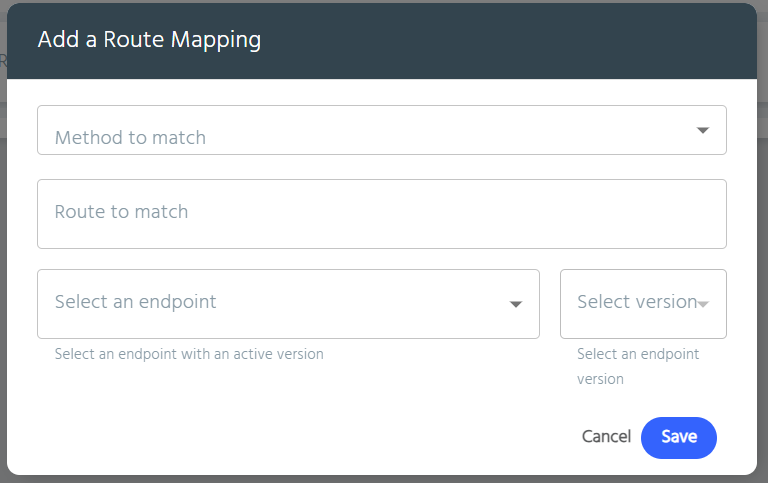 Add a Route Mapping
R
Method to match
Route to match
Select an endpoint
Select version
Select an endpoint with an active version
Select an endpoint
version
Cancel
Save